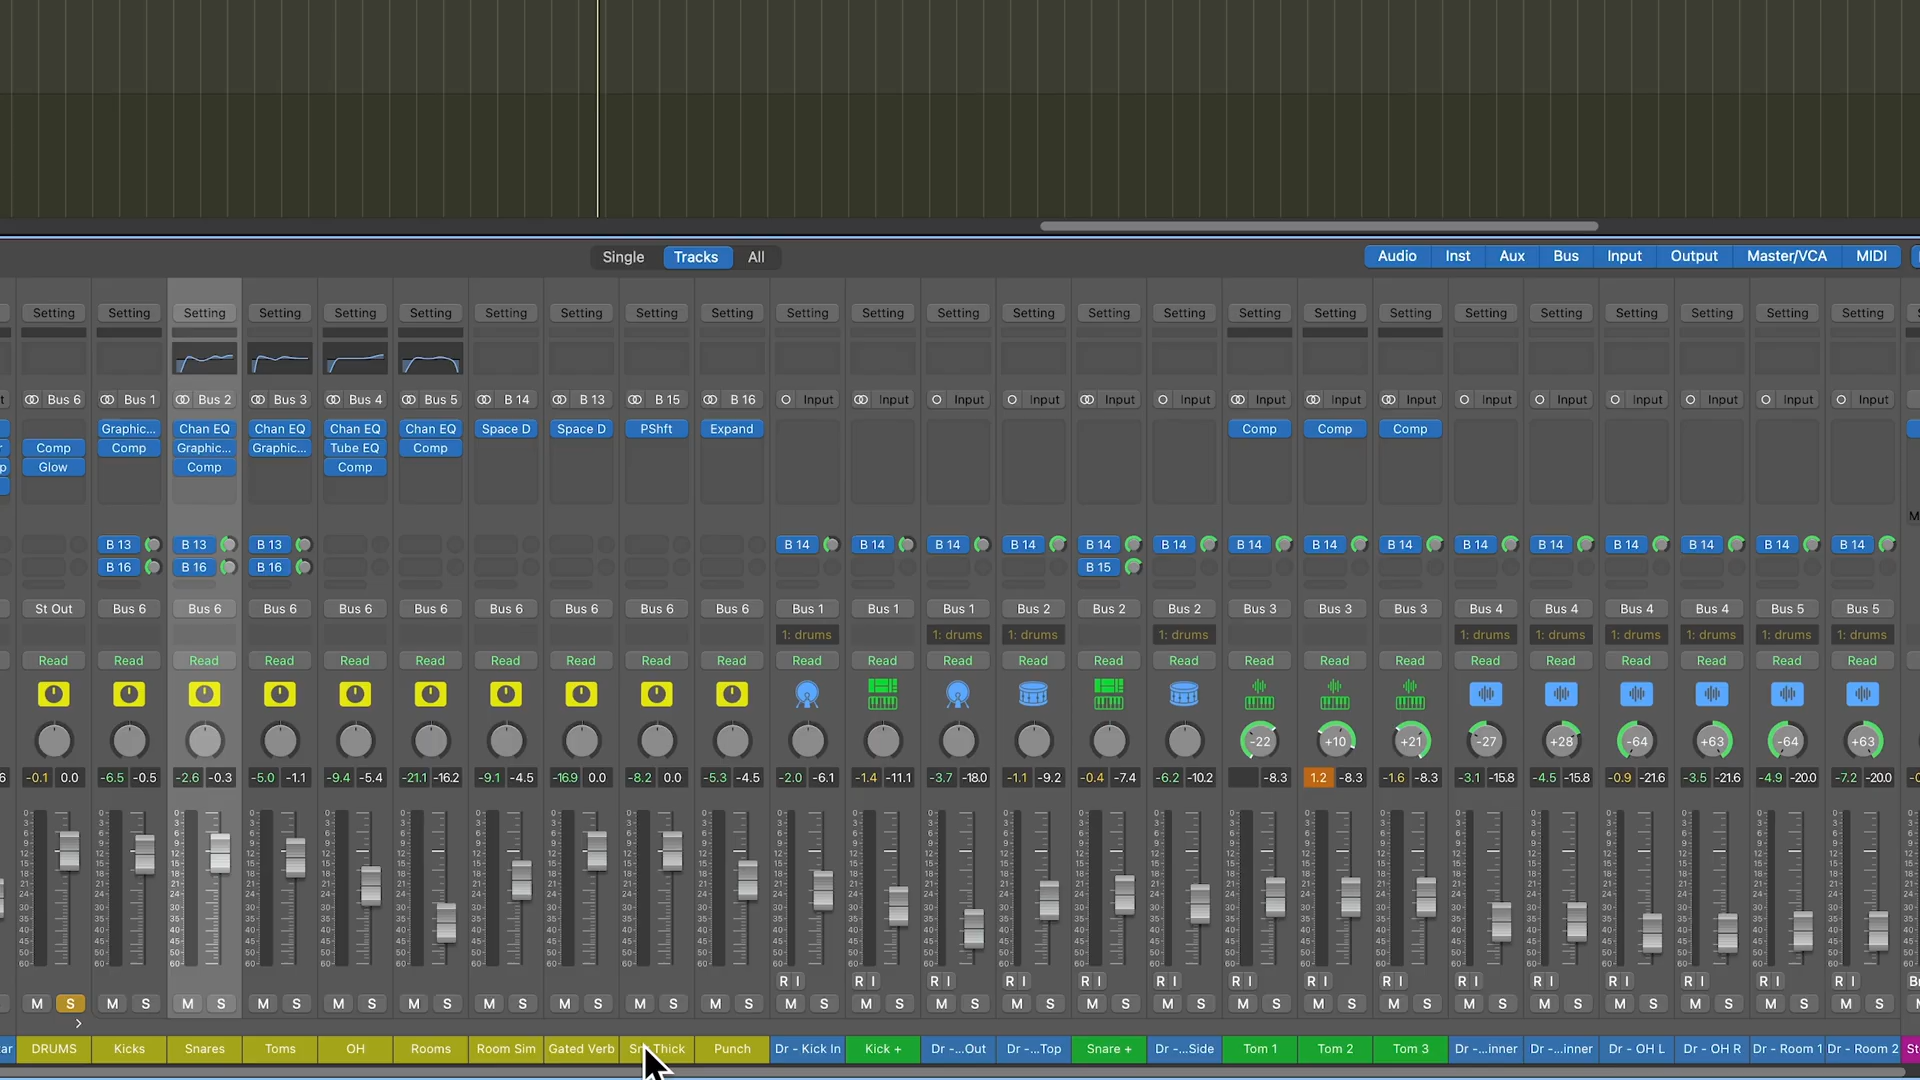 Single Tracks All Audio Inst Aux Bus Input Output Master/VCA MIDI
Setting Setting Setting Setting Setting Setting Setting Setting Setting Setting Setting Setting Setting Setting Setting Setting Setting Setting Setting Setting Setting Setting Setting Setting Setting
Bus 6 Bus 1 Bus 2 Bus 3 Bus 4 Bus 5 B 14 B 13 B 15 B 16 Input Input Input Input Input Input Input Input Input Input Input Input Input Input Input
Graphic... Chan EQ Chan EQ Chan EQ Chan EQ Space D Space D PShft Expand Comp Comp Comp
Comp Comp Graphic... Graphic... Tube EQ Comp
Glow Comp Comp
B 13 B 13 B 13 B 14 B 14 B 14 B 14 B 14 B 14 B 14 B 14 B 14 B 14 B 14 B 14 B 14 B 14 B 14
B 16 B 16 B 16 B 15
St Out Bus 6 Bus 6 Bus 6 Bus 6 Bus 6 Bus 6 Bus 6 Bus 6 Bus 6 Bus 1 Bus 1 Bus 1 Bus 2 Bus 2 Bus 2 Bus 3 Bus 3 Bus 3 Bus 4 Bus 4 Bus 4 Bus 4 Bus 5 Bus 5
1: drums 1: drums 1: drums 1: drums 1: drums 1: drums 1: drums 1: drums 1: drums 1: drums
Read Read Read Read Read Read Read Read Read Read Read Read Read Read Read Read Read Read Read Read Read Read Read Read Read
-22 +10 +21 -27 +28 -64 +63 -64 +63
-0.1 0.0 -6.5 -0.5 -2.6 -0.3 -5.0 -1.1 -9.4 -5.4 -21.1 -16.2 -9.1 -4.5 -16.9 0.0 -8.2 0.0 -5.3 -4.5 -2.0 -6.1 -1.4 -11.1 -3.7 -18.0 -1.1 -9.2 -0.4 -7.4 -6.2 -10.2 -8.3 1.2 -8.3 -1.6 -8.3 -3.1 -15.8 -4.5 -15.8 -0.9 -21.6 -3.5 -21.6 -4.9 -20.0 -7.2 -20.0
R I R I R I R I R I R I R I R I R I R I R I R I R I R I R I
M S M S M S M S M S M S M S M S M S M S M S M S M S M S M S M S M S M S M S M S M S M S M S M S M S
DRUMS Kicks Snares Toms OH Rooms Room Sim Gated Verb Thick Punch Dr - Kick In Kick + Dr -...Out Dr -...Top Snare + Dr -...Side Tom 1 Tom 2 Tom 3 Dr -...inner Dr -...inner Dr - OH L Dr - OH R Dr - Room 1 Dr - Room 2